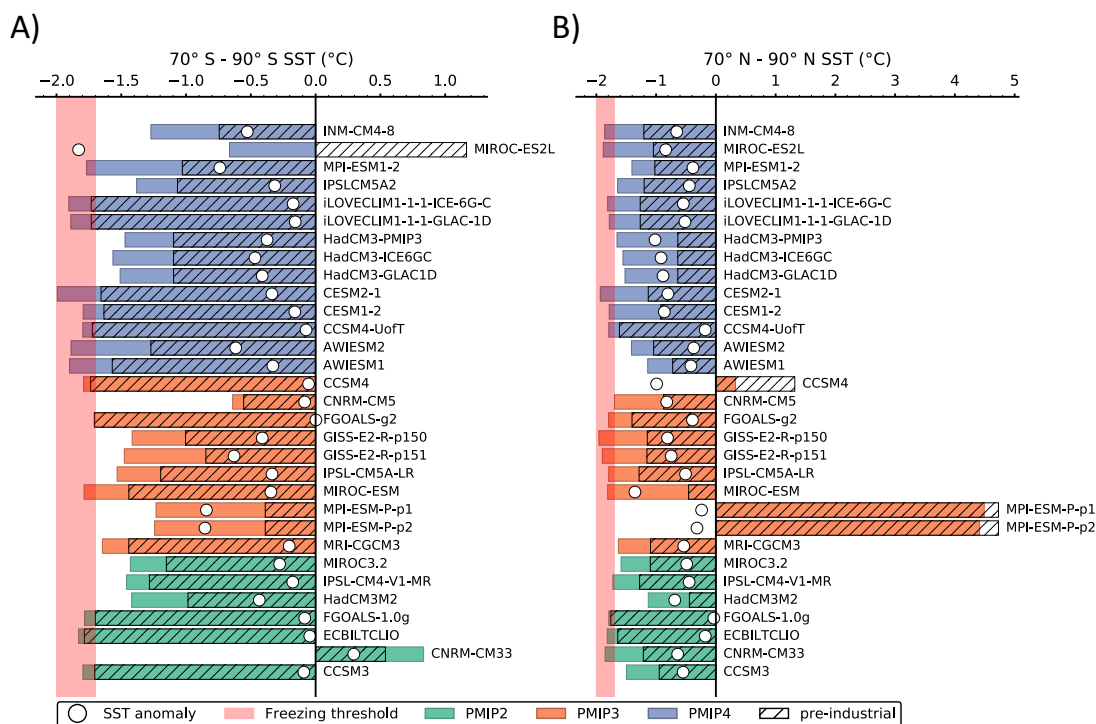 A)
70° S - 90° S SST (°C)
−2.0 −1.5 −1.0 −0.5 0.0 0.5 1.0
INM-CM4-8
MIROC-ES2L
MPI-ESM1-2
IPSLCM5A2
iLOVECLIM1-1-1-ICE-6G-C
iLOVECLIM1-1-1-GLAC-1D
HadCM3-PMIP3
HadCM3-ICE6GC
HadCM3-GLAC1D
CESM2-1
CESM1-2
CCSM4-UofT
AWIESM2
AWIESM1
CCSM4
CNRM-CM5
FGOALS-g2
GISS-E2-R-p150
GISS-E2-R-p151
IPSL-CM5A-LR
MIROC-ESM
MPI-ESM-P-p1
MPI-ESM-P-p2
MRI-CGCM3
MIROC3.2
IPSL-CM4-V1-MR
HadCM3M2
FGOALS-1.0g
ECBILTCLIO
CNRM-CM33
CCSM3
B)
70° N - 90° N SST (°C)
−2 −1 0 1 2 3 4 5
INM-CM4-8
MIROC-ES2L
MPI-ESM1-2
IPSLCM5A2
iLOVECLIM1-1-1-ICE-6G-C
iLOVECLIM1-1-1-GLAC-1D
HadCM3-PMIP3
HadCM3-ICE6GC
HadCM3-GLAC1D
CESM2-1
CESM1-2
CCSM4-UofT
AWIESM2
AWIESM1
CCSM4
CNRM-CM5
FGOALS-g2
GISS-E2-R-p150
GISS-E2-R-p151
IPSL-CM5A-LR
MIROC-ESM
MPI-ESM-P-p1
MPI-ESM-P-p2
MRI-CGCM3
MIROC3.2
IPSL-CM4-V1-MR
HadCM3M2
FGOALS-1.0g
ECBILTCLIO
CNRM-CM33
CCSM3
SST anomaly Freezing threshold PMIP2 PMIP3 PMIP4 pre-industrial